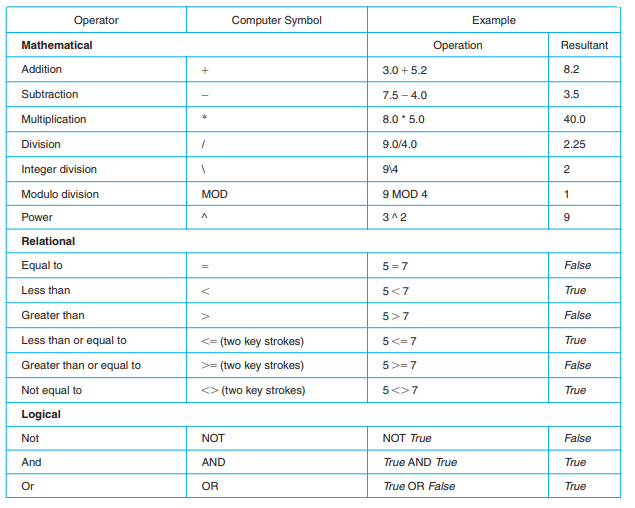 Operator Computer Symbol Example
Mathematical Operation Resultant
Addition + 3.0 + 5.2 8.2
Subtraction − 7.5 − 4.0 3.5
Multiplication * 8.0 * 5.0 40.0
Division / 9.0/4.0 2.25
Integer division \ 9\4 2
Modulo division MOD 9 MOD 4 1
Power ^ 3 ^ 2 9
Relational
Equal to = 5 = 7 False
Less than < 5 < 7 True
Greater than > 5 > 7 False
Less than or equal to <= (two key strokes) 5 <= 7 True
Greater than or equal to >= (two key strokes) 5 >= 7 False
Not equal to <> (two key strokes) 5 <> 7 True
Logical
Not NOT NOT True False
And AND True AND True True
Or OR True OR False True